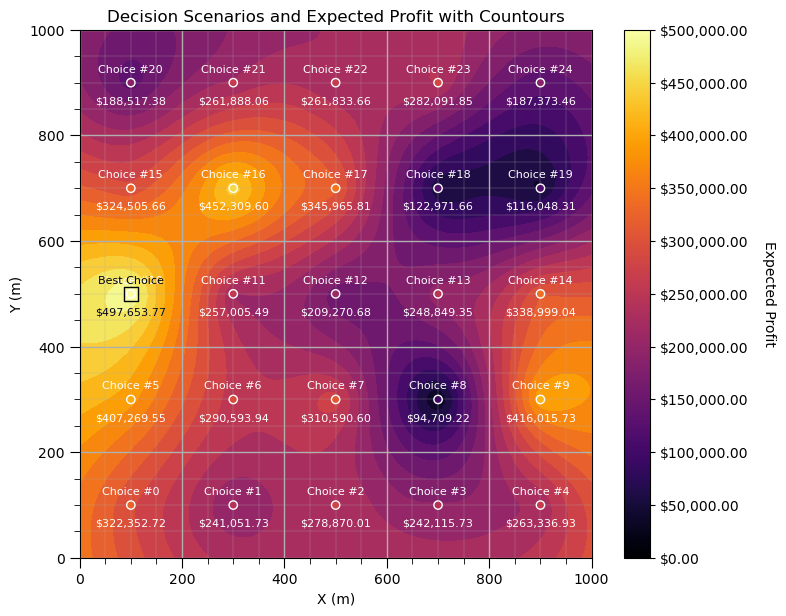 Decision Scenarios and Expected Profit with Countours
1000
800
600
400
200
0
Y (m)
Choice #20
Choice #21
Choice #22
Choice #23
Choice #24
$188,517.38
$261,888.06
$261,833.66
$282,091.85
$187,373.46
Choice #15
Choice #16
Choice #17
Choice #18
Choice #19
$324,505.66
$452,309.60
$345,965.81
$122,971.66
$116,048.31
Best Choice
Choice #11
Choice #12
Choice #13
Choice #14
$497,653.77
$257,005.49
$209,270.68
$248,849.35
$338,999.04
Choice #5
Choice #6
Choice #7
Choice #8
Choice #9
$407,269.55
$290,593.94
$310,590.60
$94,709.22
$416,015.73
Choice #0
Choice #1
Choice #2
Choice #3
Choice #4
$322,352.72
$241,051.73
$278,870.01
$242,115.73
$263,336.93
0
200
400
600
800
1000
X (m)
$500,000.00
$450,000.00
$400,000.00
$350,000.00
$300,000.00
$250,000.00
$200,000.00
$150,000.00
$100,000.00
$50,000.00
$0.00
Expected Profit